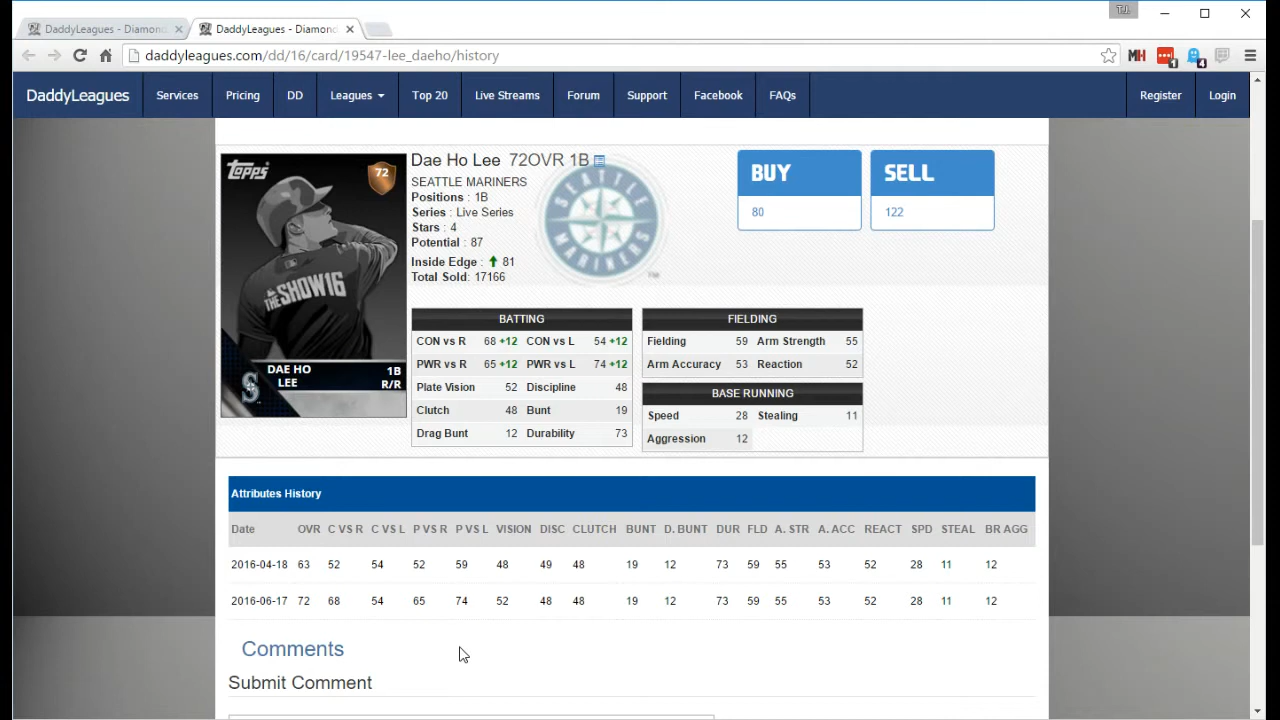 T.J.
DaddyLeagues - Diamond
DaddyLeagues - Diamond
daddyleagues.com/dd/16/card/19547-lee_daeho/history
MH
1
4
DaddyLeagues Services Pricing DD Leagues Top 20 Live Streams Forum Support Facebook FAQs Register Login
topps
72
THE SHOW16
DAE HO
LEE
1B
R/R
Dae Ho Lee 72OVR 1B
SEATTLE MARINERS
Positions : 1B
Series : Live Series
Stars : 4
Potential : 87
Inside Edge : 81
Total Sold: 17166
SEATTLE
MARINERS
BUY
80
SELL
122
BATTING
CON vs R 68 +12 CON vs L 54 +12
PWR vs R 65 +12 PWR vs L 74 +12
Plate Vision 52 Discipline 48
Clutch 48 Bunt 19
Drag Bunt 12 Durability 73
FIELDING
Fielding 59 Arm Strength 55
Arm Accuracy 53 Reaction 52
BASE RUNNING
Speed 28 Stealing 11
Aggression 12
Attributes History
Date OVR C VS R C VS L P VS R P VS L VISION DISC CLUTCH BUNT D. BUNT DUR FLD A. STR A. ACC REACT SPD STEAL BR AGG
2016-04-18 63 52 54 52 59 48 49 48 19 12 73 59 55 53 52 28 11 12
2016-06-17 72 68 54 65 74 52 48 48 19 12 73 59 55 53 52 28 11 12
Comments
Submit Comment